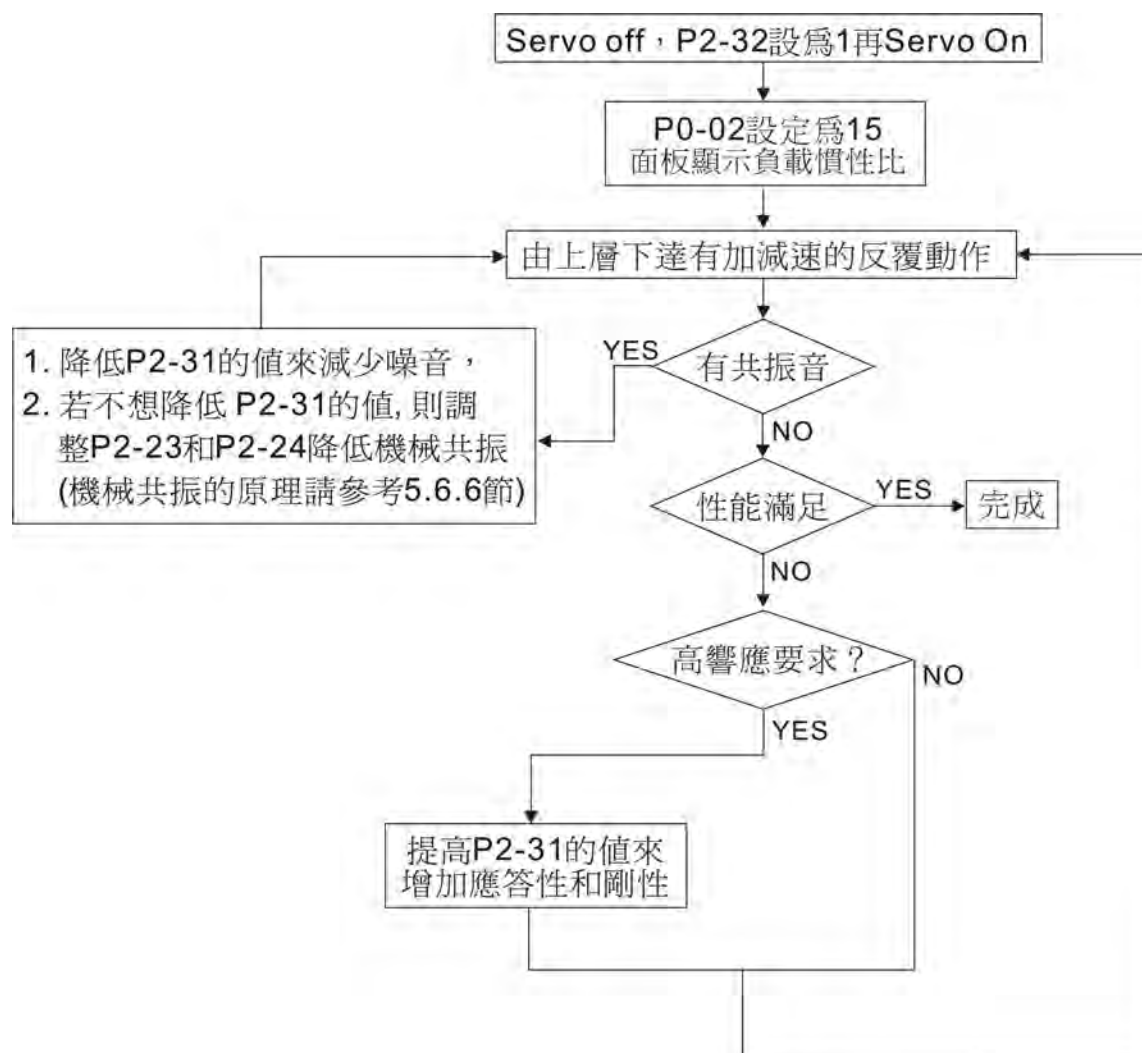 Servo off，P2-32設爲1再Servo On
P0-02設定爲15
面板顯示負載慣性比
由上層下達有加減速的反覆動作
YES
有共振音
1. 降低P2-31的值來減少噪音，
2. 若不想降低 P2-31的值, 則調
整P2-23和P2-24降低機械共振
(機械共振的原理請參考5.6.6節)
NO
性能滿足
YES
完成
NO
高響應要求？
NO
YES
提高P2-31的值來
增加應答性和剛性